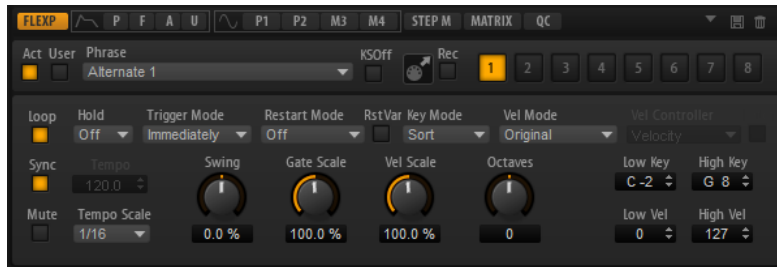 FLEXP P F A U P1 P2 M3 M4 STEP M MATRIX QC
Act User Phrase KSOff Rec
Alternate 1 1 2 3 4 5 6 7 8
Loop Hold Trigger Mode Restart Mode RstVar Key Mode Vel Mode Vel Controller
Off Immediately Off Sort Original Velocity
Sync Tempo Swing Gate Scale Vel Scale Octaves Low Key High Key
120.0 C -2 G 8
Mute Tempo Scale Low Vel High Vel
1/16 0.0 % 100.0 % 100.0 % 0 0 127